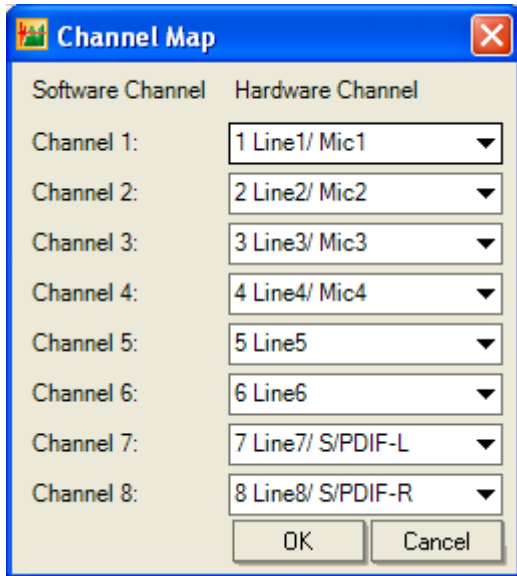 Channel Map
Software Channel Hardware Channel
Channel 1: 1 Line1/ Mic1
Channel 2: 2 Line2/ Mic2
Channel 3: 3 Line3/ Mic3
Channel 4: 4 Line4/ Mic4
Channel 5: 5 Line5
Channel 6: 6 Line6
Channel 7: 7 Line7/ S/PDIF-L
Channel 8: 8 Line8/ S/PDIF-R
OK Cancel